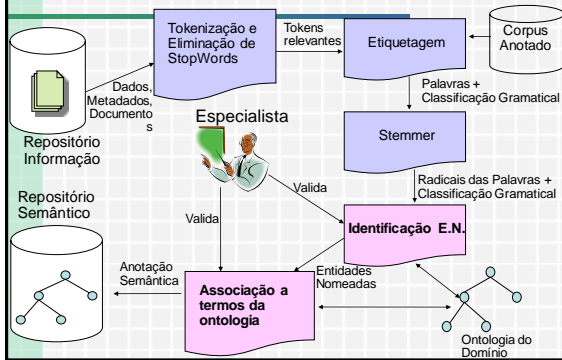 Tokenização e
Eliminação de
StopWords
Tokens
relevantes
Etiquetagem
Corpus
Anotado
Dados,
Metadados,
Documento
s
Repositório
Informação
Palavras +
Classificação Gramatical
Especialista
Stemmer
Valida
Radicais das Palavras +
Classificação Gramatical
Repositório
Semântico
Valida
Identificação E.N.
Anotação
Semântica
Associação a
termos da
ontologia
Entidades
Nomeadas
Ontologia do
Domínio